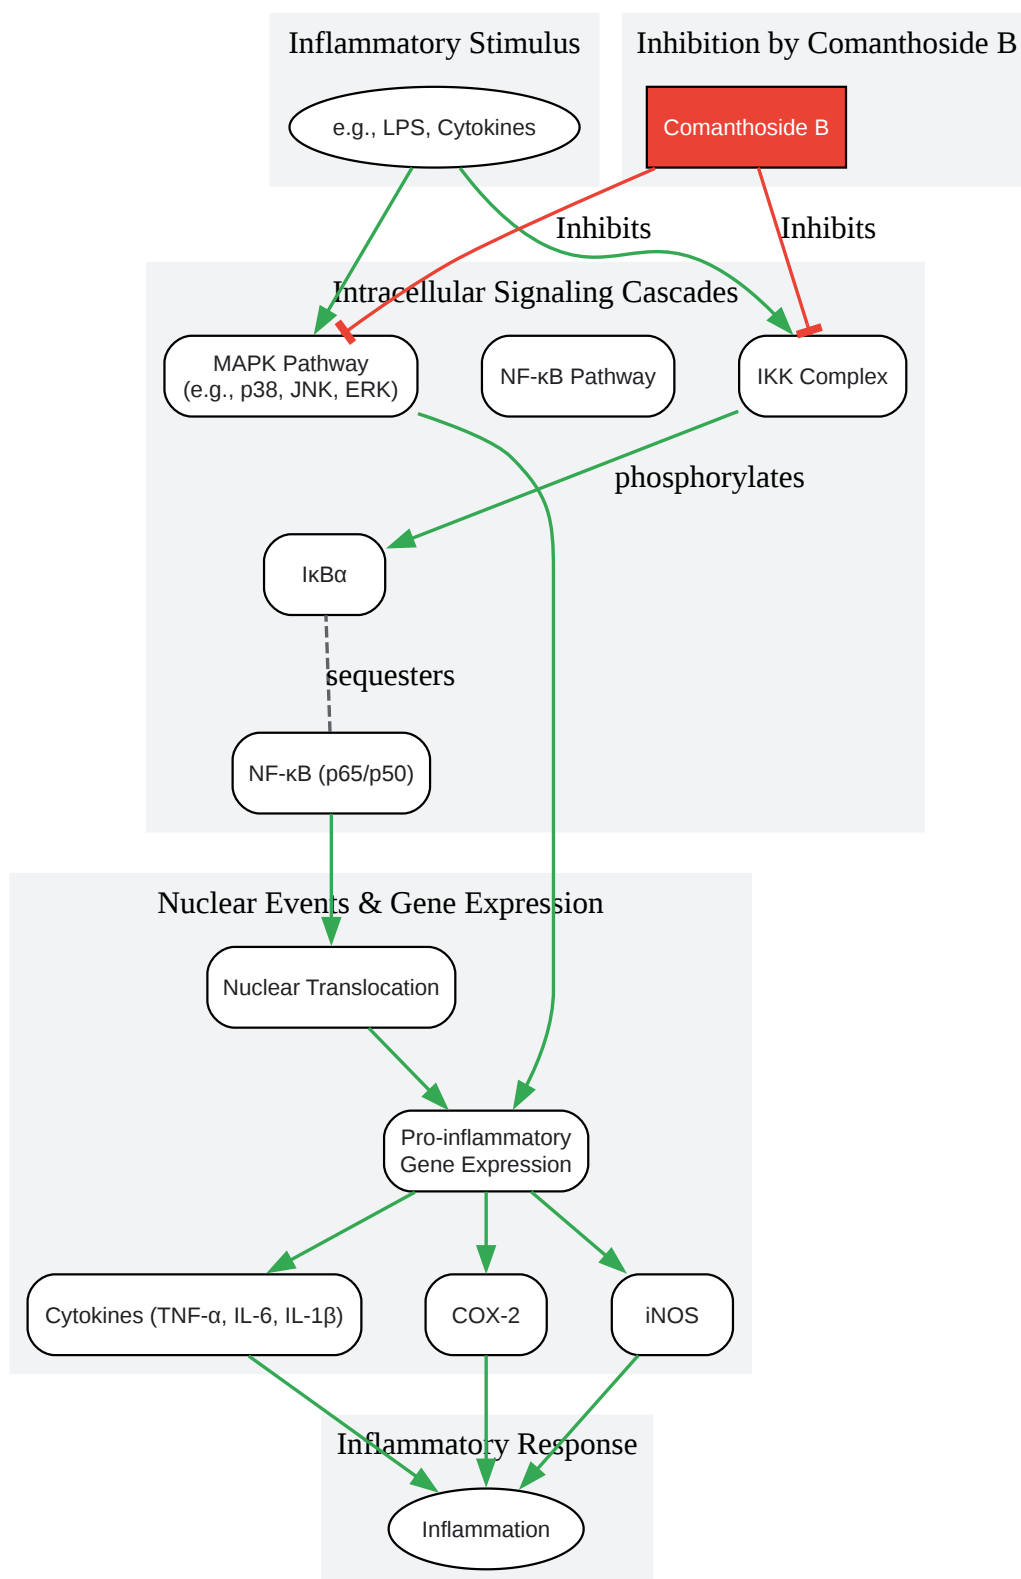 Inflammatory Stimulus
Inhibition by Comanthoside B
e.g., LPS, Cytokines
Comanthoside B
Inhibits
Inhibits
Intracellular Signaling Cascades
MAPK Pathway
(e.g., p38, JNK, ERK)
NF-κB Pathway
IKK Complex
phosphorylates
IκBα
sequesters
NF-κB (p65/p50)
Nuclear Events & Gene Expression
Nuclear Translocation
Pro-inflammatory
Gene Expression
Cytokines (TNF-α, IL-6, IL-1β)
COX-2
iNOS
Inflammatory Response
Inflammation